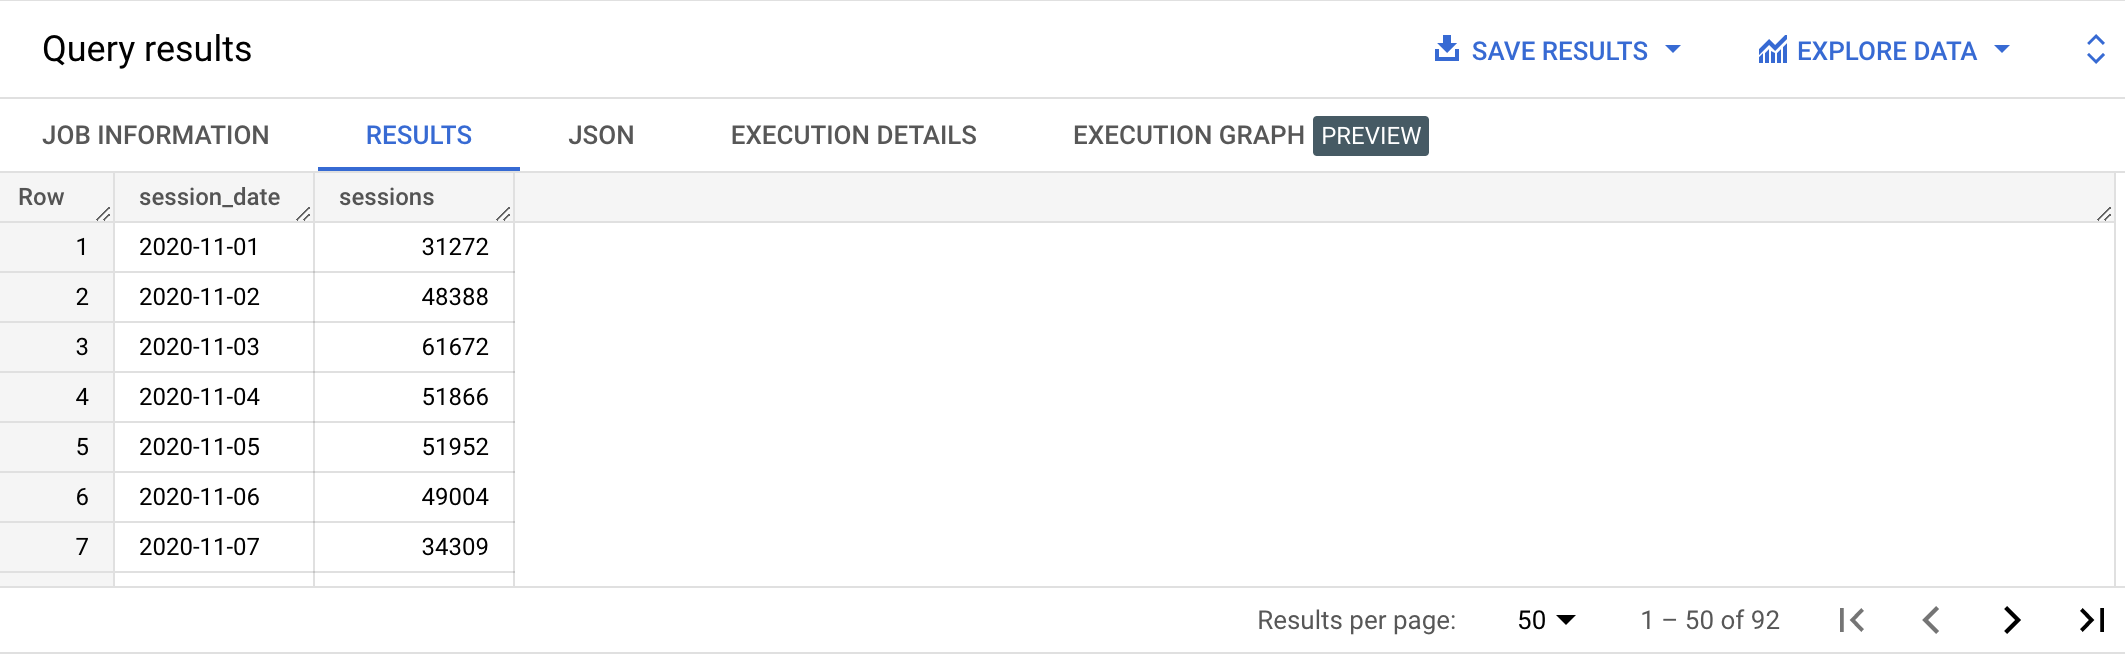 Query results SAVE RESULTS EXPLORE DATA
JOB INFORMATION RESULTS JSON EXECUTION DETAILS EXECUTION GRAPH PREVIEW
Row session_date sessions
1 2020-11-01 31272
2 2020-11-02 48388
3 2020-11-03 61672
4 2020-11-04 51866
5 2020-11-05 51952
6 2020-11-06 49004
7 2020-11-07 34309
Results per page: 50 1 – 50 of 92